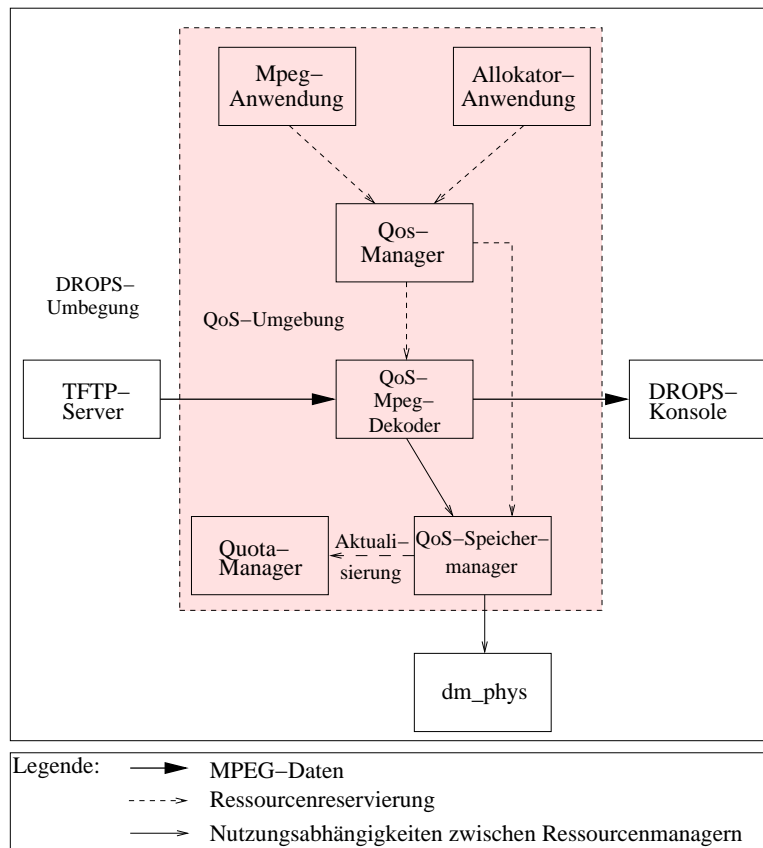 Mpeg–
Anwendung
Allokator–
Anwendung
Qos–
Manager
DROPS–
Umbegung
QoS–Umgebung
TFTP–
Server
QoS–
Mpeg–
Dekoder
DROPS–
Konsole
Quota–
Manager
Aktuali–
sierung
QoS–Speicher–
manager
dm_phys
Legende:
MPEG–Daten
Ressourcenreservierung
Nutzungsabhängigkeiten zwischen Ressourcenmanagern